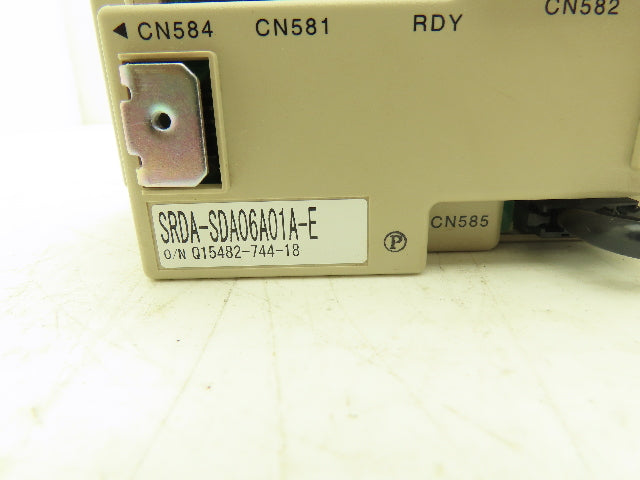 ◀ CN584 CN581 RDY CN582
SRDA-SDA06A01A-E
O/N Q15482-744-18
P
CN585